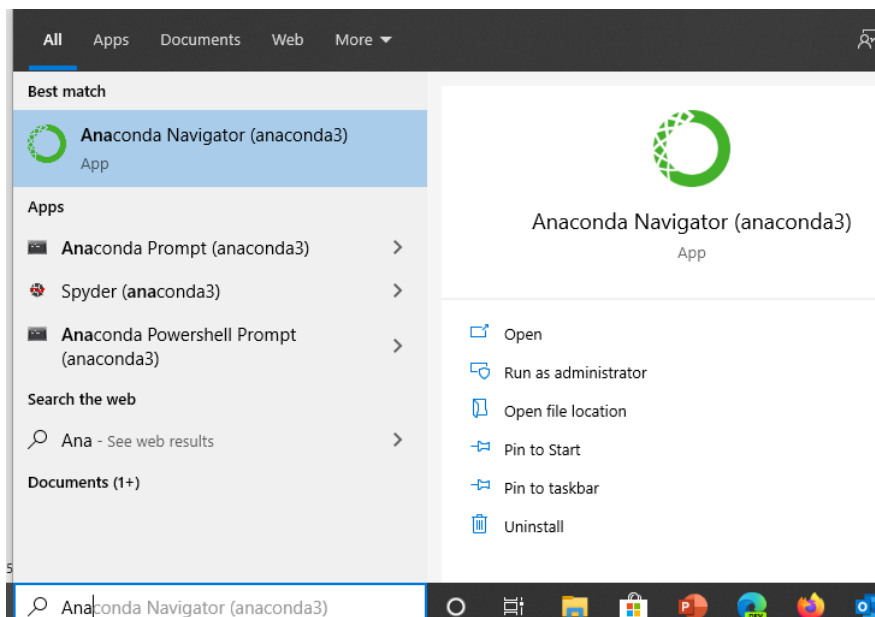 All Apps Documents Web More
Best match
Anaconda Navigator (anaconda3)
App
Apps
Anaconda Prompt (anaconda3)
Spyder (anaconda3)
Anaconda Powershell Prompt
(anaconda3)
Search the web
Ana - See web results
Documents (1+)
Anaconda Navigator (anaconda3)
App
Open
Run as administrator
Open file location
Pin to Start
Pin to taskbar
Uninstall
5
Anaconda Navigator (anaconda3)
DEV